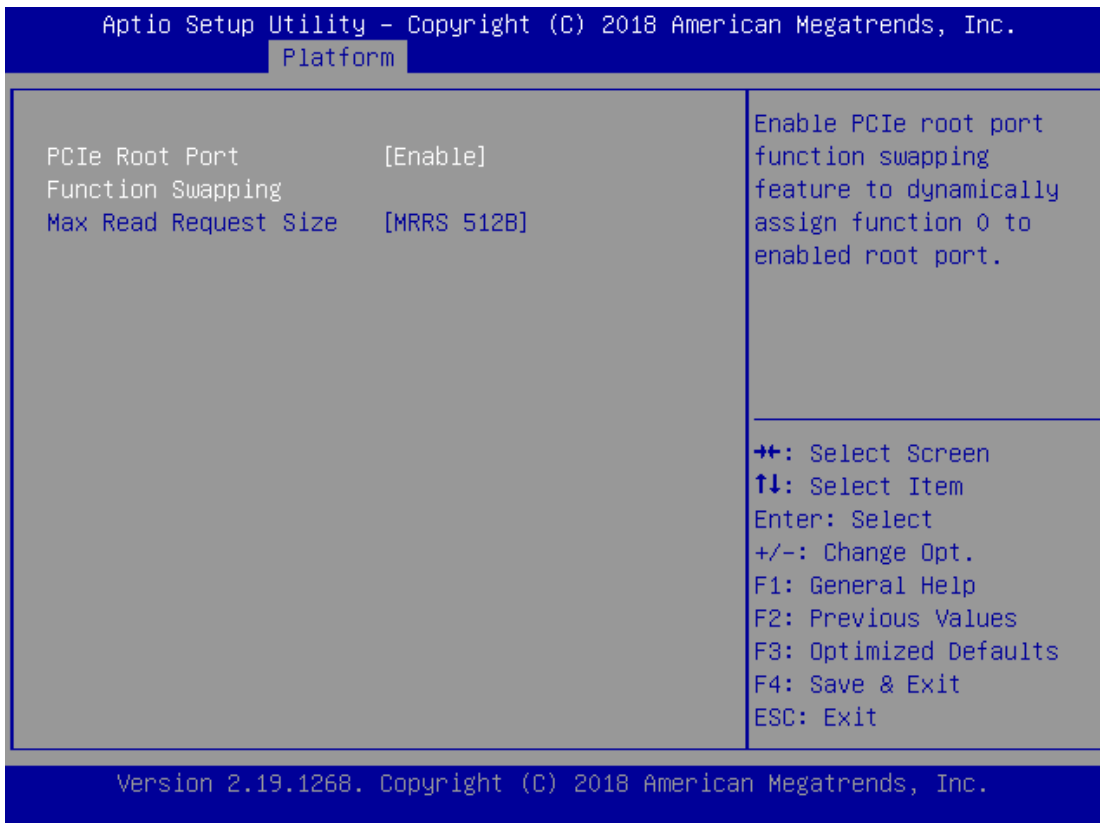 Aptio Setup Utility – Copyright (C) 2018 American Megatrends, Inc.
Platform
PCIe Root Port [Enable]
Function Swapping
Max Read Request Size [MRRS 512B]
Enable PCIe root port
function swapping
feature to dynamically
assign function 0 to
enabled root port.
→←: Select Screen
↑↓: Select Item
Enter: Select
+/-: Change Opt.
F1: General Help
F2: Previous Values
F3: Optimized Defaults
F4: Save & Exit
ESC: Exit
Version 2.19.1268. Copyright (C) 2018 American Megatrends, Inc.